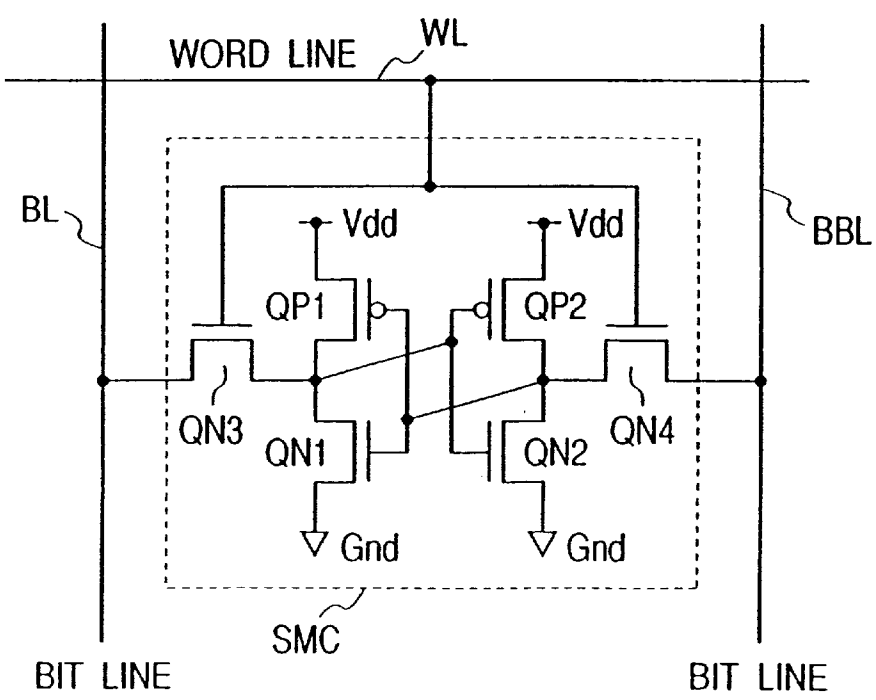 WL
WORD LINE
BL
BBL
Vdd
Vdd
QP1
QP2
QN3
QN1
QN2
QN4
Gnd
Gnd
SMC
BIT LINE
BIT LINE